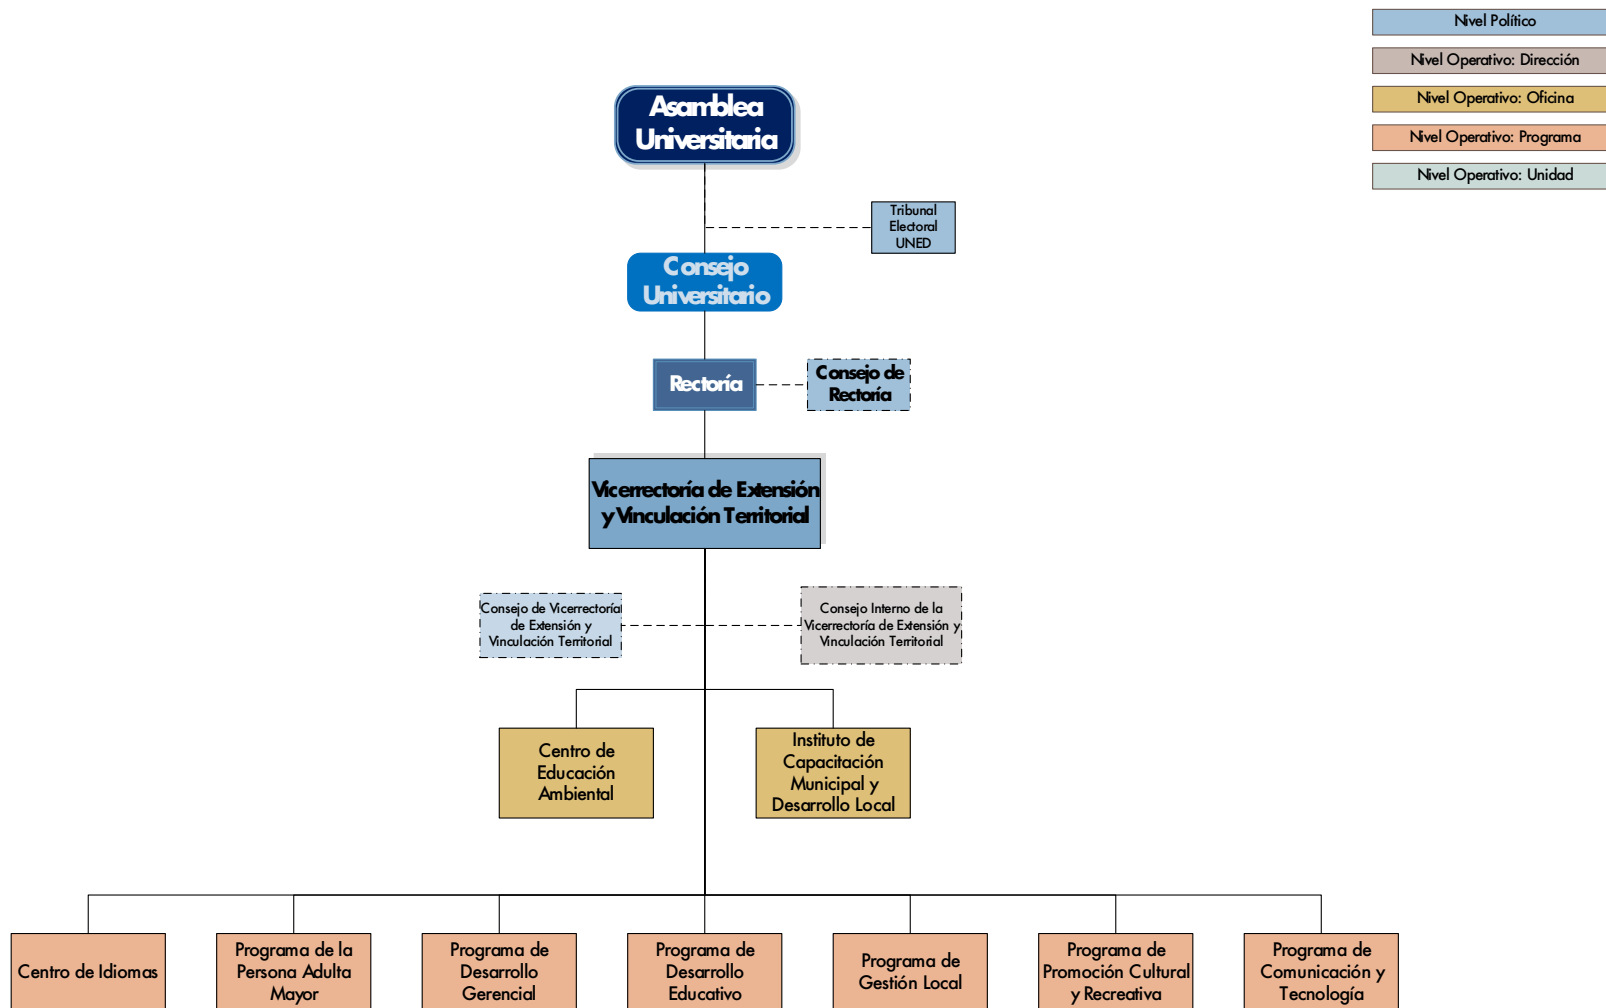 Nivel Político
Nivel Operativo: Dirección
Nivel Operativo: Oficina
Nivel Operativo: Programa
Nivel Operativo: Unidad
Asamblea
Universitaria
Tribunal
Electoral
UNED
Consejo
Universitario
Rectoría
Consejo de
Rectoría
Vicerrectoría de Extensión
y Vinculación Territorial
Consejo de Vicerrectoría
de Extensión y
Vinculación Territorial
Consejo Interno de la
Vicerrectoría de Extensión y
Vinculación Territorial
Centro de
Educación
Ambiental
Instituto de
Capacitación
Municipal y
Desarrollo Local
Centro de Idiomas
Programa de la
Persona Adulta
Mayor
Programa de
Desarrollo
Gerencial
Programa de
Desarrollo
Educativo
Programa de
Gestión Local
Programa de
Promoción Cultural
y Recreativa
Programa de
Comunicación y
Tecnología